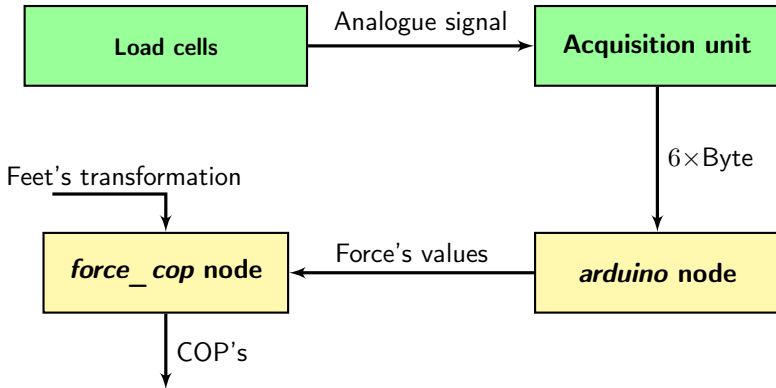 Analogue signal
Load cells
Acquisition unit
6×Byte
Feet's transformation
force_cop node
Force's values
arduino node
COP's